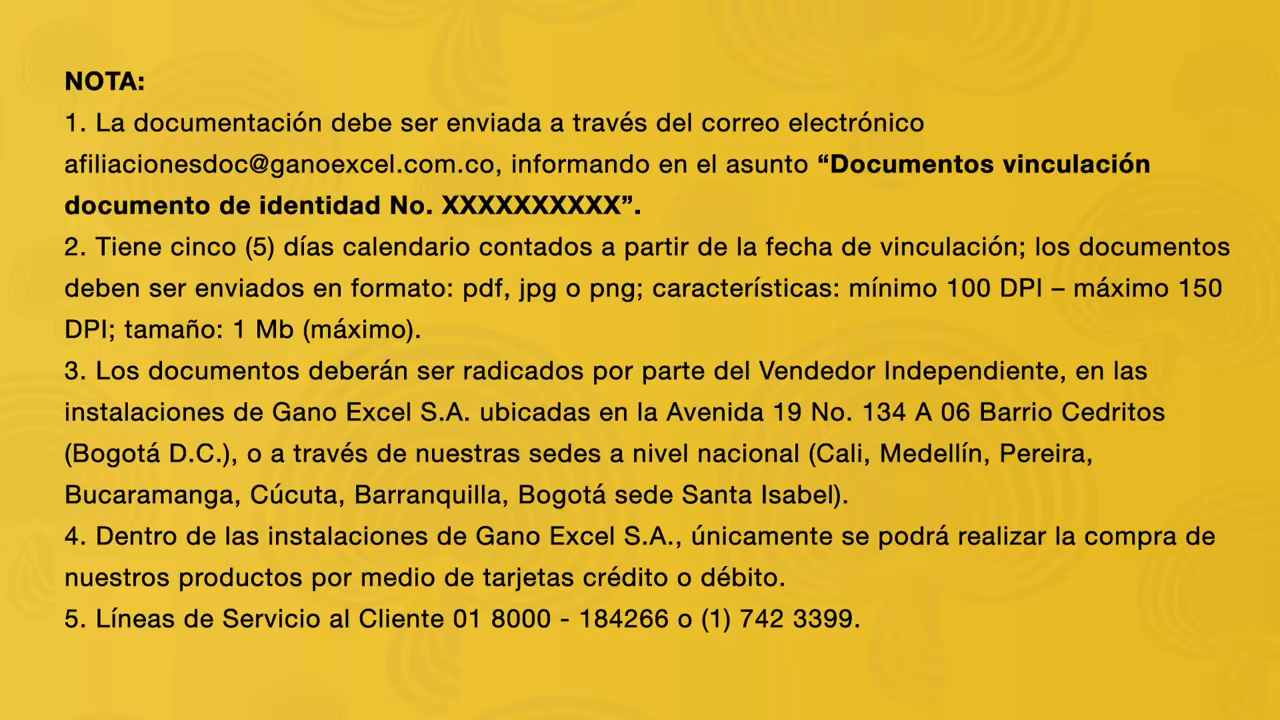 NOTA:
1. La documentación debe ser enviada a través del correo electrónico
afiliacionesdoc@ganoexcel.com.co, informando en el asunto “Documentos vinculación
documento de identidad No. XXXXXXXXXX”.
2. Tiene cinco (5) días calendario contados a partir de la fecha de vinculación; los documentos
deben ser enviados en formato: pdf, jpg o png; características: mínimo 100 DPI – máximo 150
DPI; tamaño: 1 Mb (máximo).
3. Los documentos deberán ser radicados por parte del Vendedor Independiente, en las
instalaciones de Gano Excel S.A. ubicadas en la Avenida 19 No. 134 A 06 Barrio Cedritos
(Bogotá D.C.), o a través de nuestras sedes a nivel nacional (Cali, Medellín, Pereira,
Bucaramanga, Cúcuta, Barranquilla, Bogotá sede Santa Isabel).
4. Dentro de las instalaciones de Gano Excel S.A., únicamente se podrá realizar la compra de
nuestros productos por medio de tarjetas crédito o débito.
5. Líneas de Servicio al Cliente 01 8000 - 184266 o (1) 742 3399.